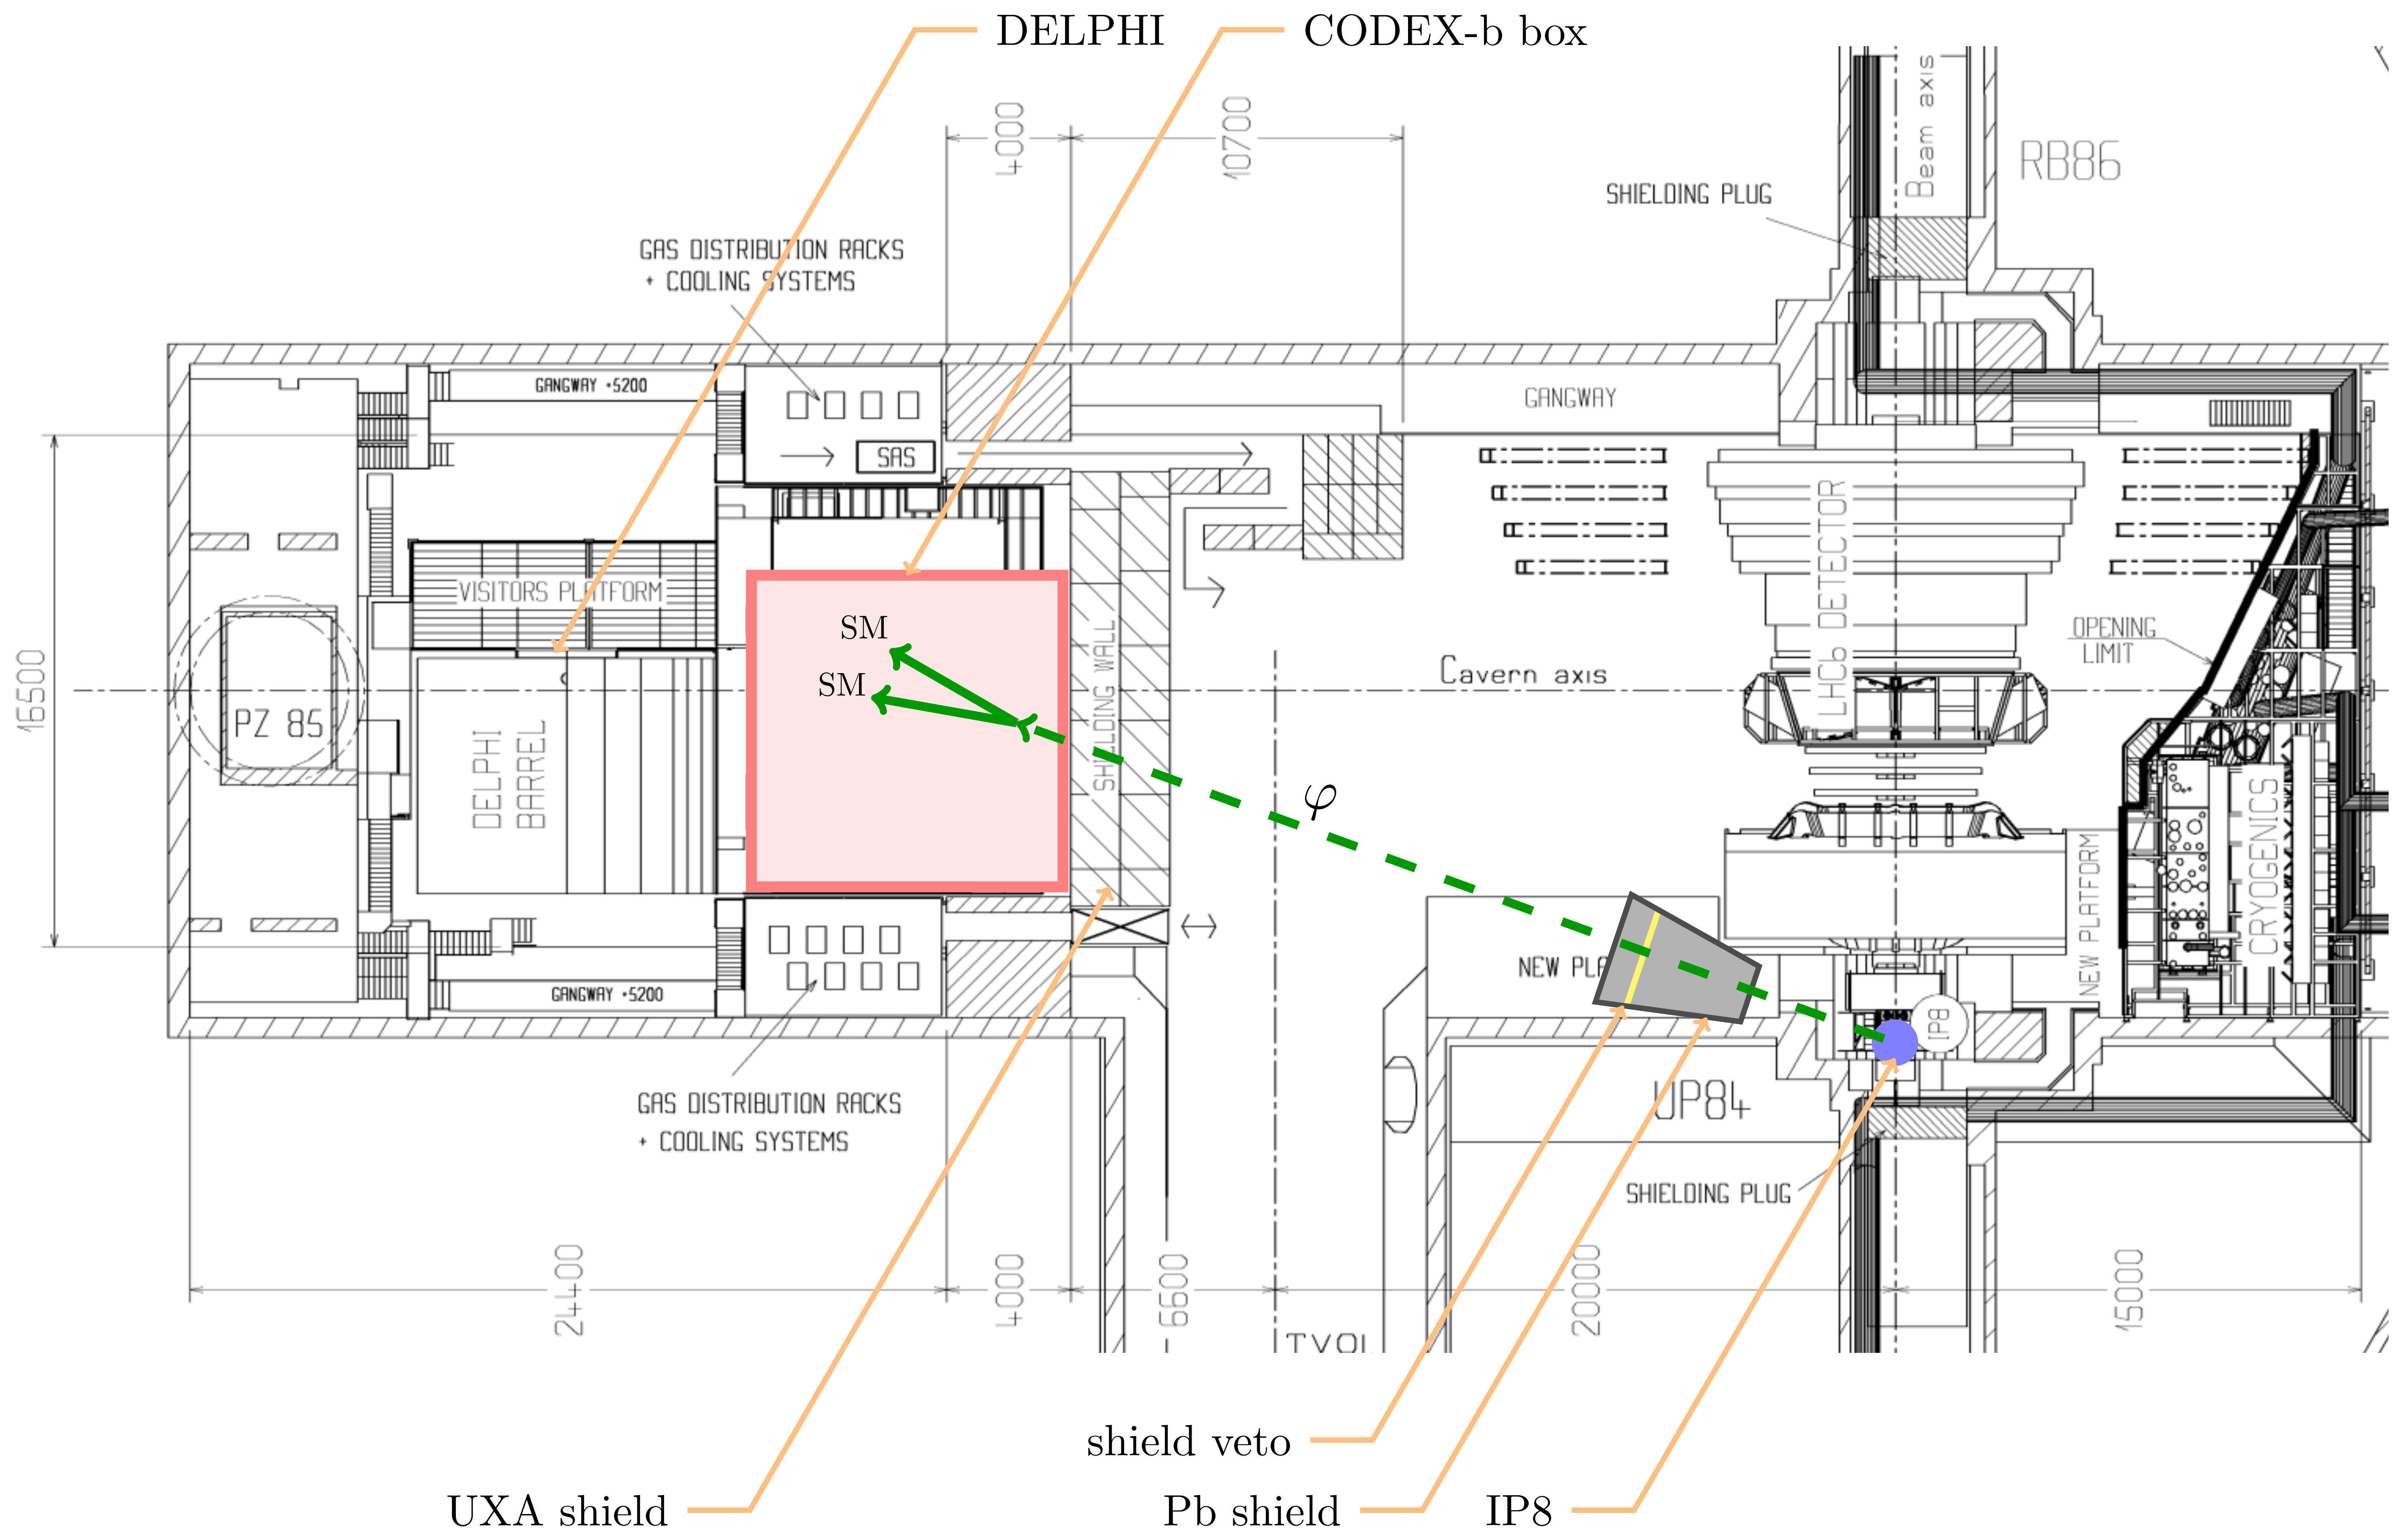 DELPHI
CODEX-b box
4000
10700
Beam axis
RB86
SHIELDING PLUG
GAS DISTRIBUTION RACKS
+ COOLING SYSTEMS
GANGWAY +5200
GANGWAY
SAS
LHCb DETECTOR
VISITORS PLATFORM
SM
SM
SHIELDING WALL
OPENING
LIMIT
Cavern axis
16500
PZ 85
DELPHI
BARREL
φ
NEW PLATFORM
CRYOGENICS
NEW PLA
GANGWAY +5200
IP8
UP84
GAS DISTRIBUTION RACKS
+ COOLING SYSTEMS
SHIELDING PLUG
24400
4000
6600
20000
15000
TVOI
shield veto
UXA shield
Pb shield
IP8